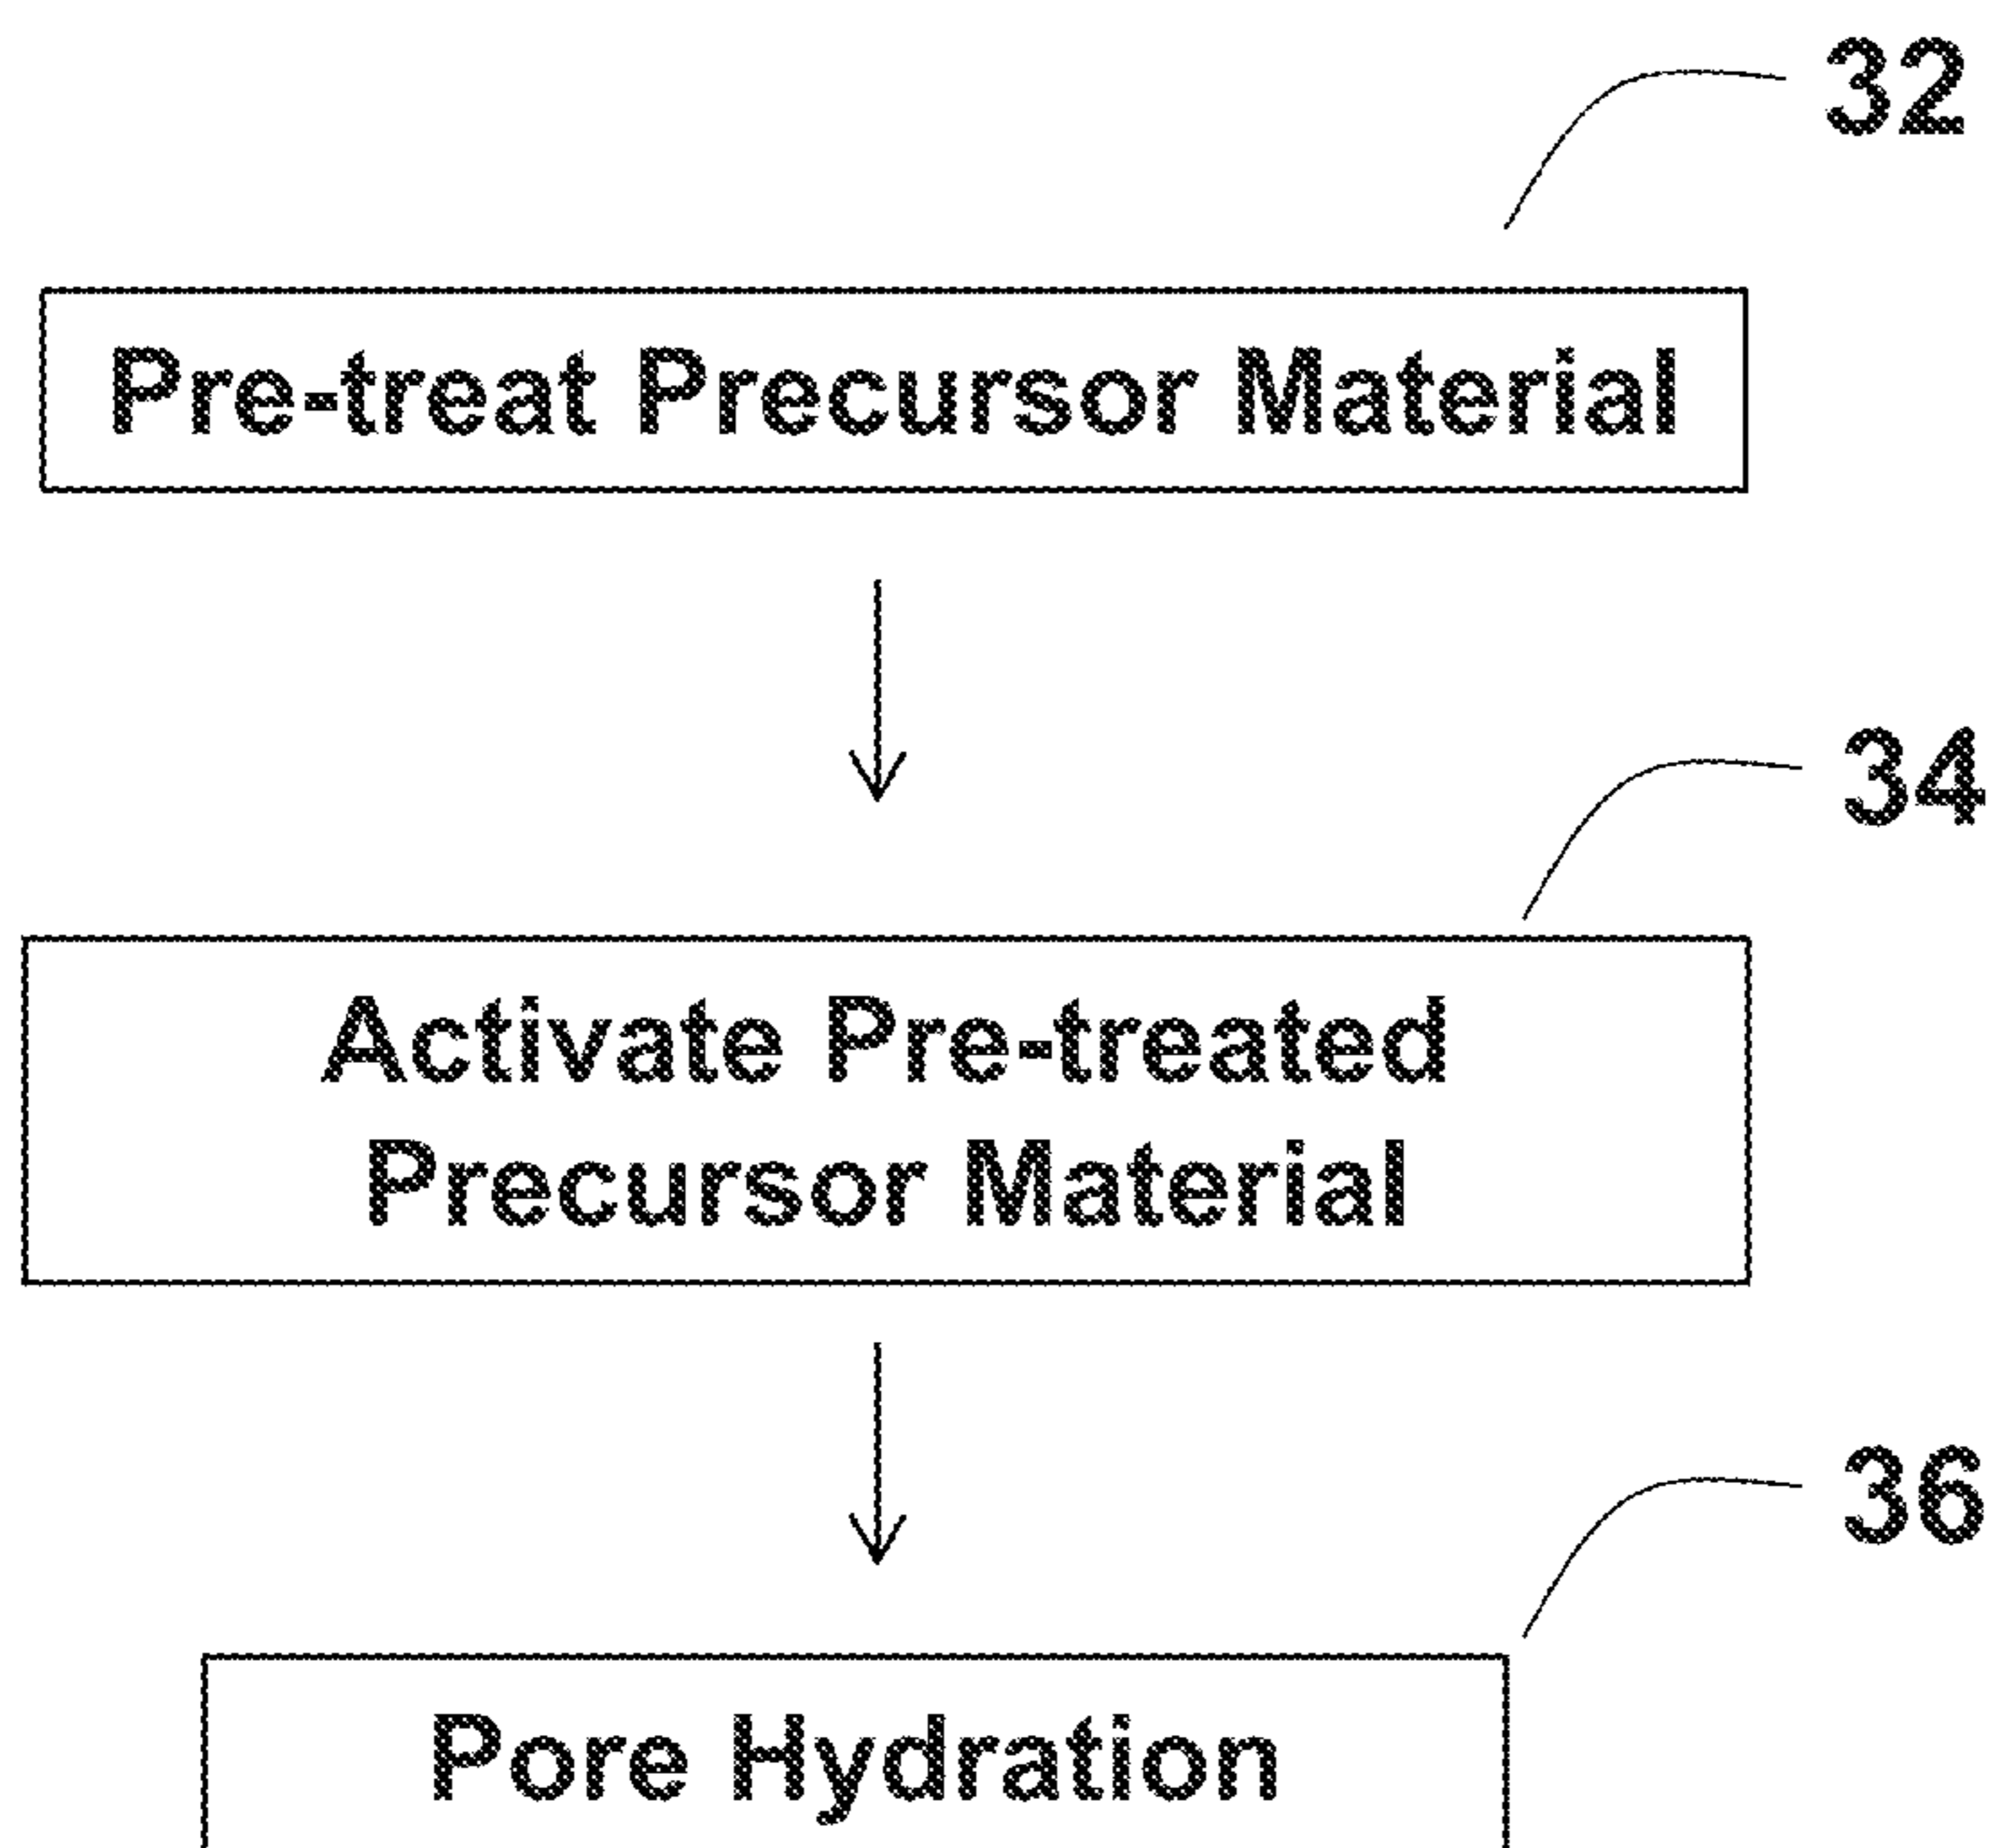 32
Pre-treat Precursor Material
34
Activate Pre-treated
Precursor Material
36
Pore Hydration